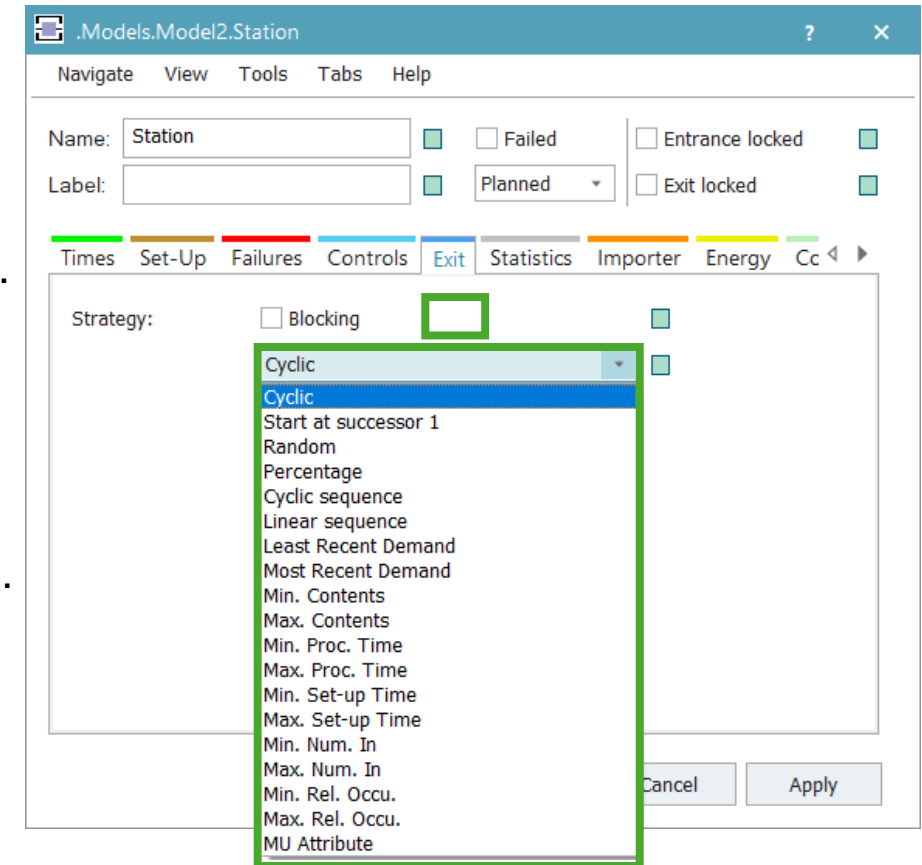 .Models.Model2.Station ? ×
Navigate View Tools Tabs Help
Name: Station Failed Entrance locked
Label: Planned Exit locked
Times Set-Up Failures Controls Exit Statistics Importer Energy Cc
.
Strategy: Blocking
Cyclic
Cyclic
Start at successor 1
Random
Percentage
Cyclic sequence
Linear sequence
Least Recent Demand
Most Recent Demand
.
Min. Contents
Max. Contents
Min. Proc. Time
Max. Proc. Time
Min. Set-up Time
Max. Set-up Time
Min. Num. In
Max. Num. In
Cancel Apply
Min. Rel. Occu.
Max. Rel. Occu.
MU Attribute